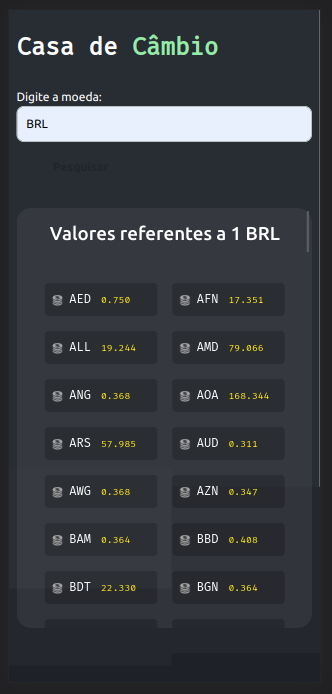 Casa de Câmbio
Digite a moeda:
BRL
Pesquisar
Valores referentes a 1 BRL
AED 0.750 AFN 17.351
ALL 19.244 AMD 79.066
ANG 0.368 AOA 168.344
ARS 57.985 AUD 0.311
AWG 0.368 AZN 0.347
BAM 0.364 BBD 0.408
BDT 22.330 BGN 0.364